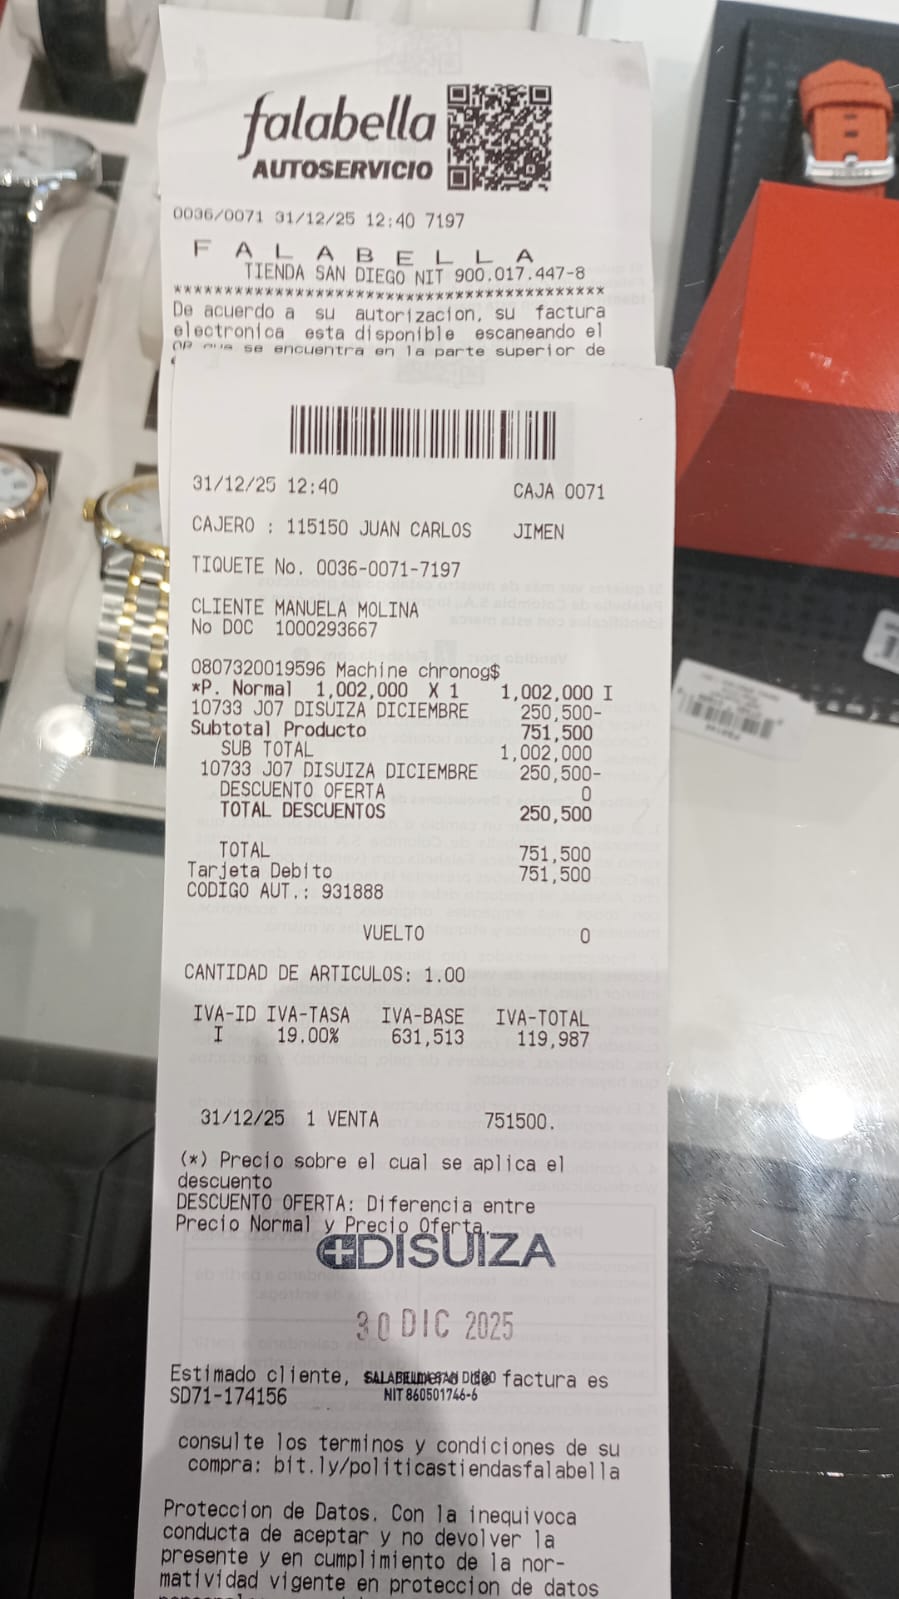 falabella
AUTOSERVICIO
0036/0071 31/12/25 12:40 7197
F A L A B E L L A
TIENDA SAN DIEGO NIT 900.017.447-8
******************************************
De acuerdo a su autorizacion, su factura
electronica esta disponible escaneando el
QR que se encuentra en la parte superior de
31/12/25 12:40 CAJA 0071
CAJERO : 115150 JUAN CARLOS JIMEN
TIQUETE No. 0036-0071-7197
CLIENTE MANUELA MOLINA
No DOC 1000293667
0807320019596 Machine chronog$
*P. Normal 1,002,000 X 1 1,002,000 I
10733 J07 DISUIZA DICIEMBRE 250,500-
Subtotal Producto 751,500
SUB TOTAL 1,002,000
10733 J07 DISUIZA DICIEMBRE 250,500-
DESCUENTO OFERTA 0
TOTAL DESCUENTOS 250,500
TOTAL 751,500
Tarjeta Debito 751,500
CODIGO AUT.: 931888
VUELTO 0
CANTIDAD DE ARTICULOS: 1.00
IVA-ID IVA-TASA IVA-BASE IVA-TOTAL
I 19.00% 631,513 119,987
31/12/25 1 VENTA 751500.
(*) Precio sobre el cual se aplica el
descuento
DESCUENTO OFERTA: Diferencia entre
Precio Normal y Precio Oferta.
DISUIZA
30 DIC 2025
Estimado cliente, de factura es
SD71-174156 NIT 860501746-6
consulte los terminos y condiciones de su
compra: bit.ly/politicastiendasfalabella
Proteccion de Datos. Con la inequivoca
conducta de aceptar y no devolver la
presente y en cumplimiento de la nor-
matividad vigente en proteccion de datos